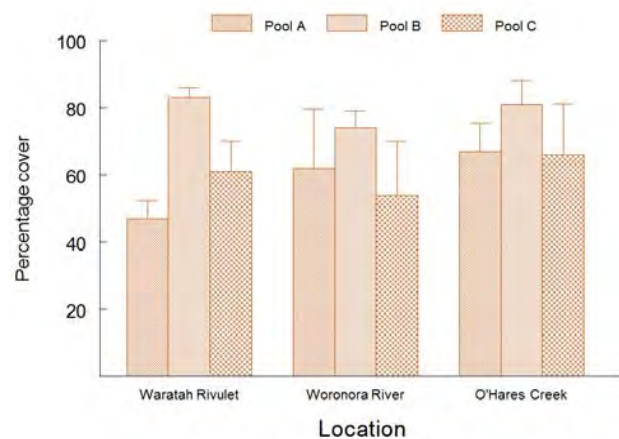 Pool A Pool B Pool C
100
80
60
40
20
Percentage cover
Waratah Rivulet Woronora River O'Hares Creek
Location